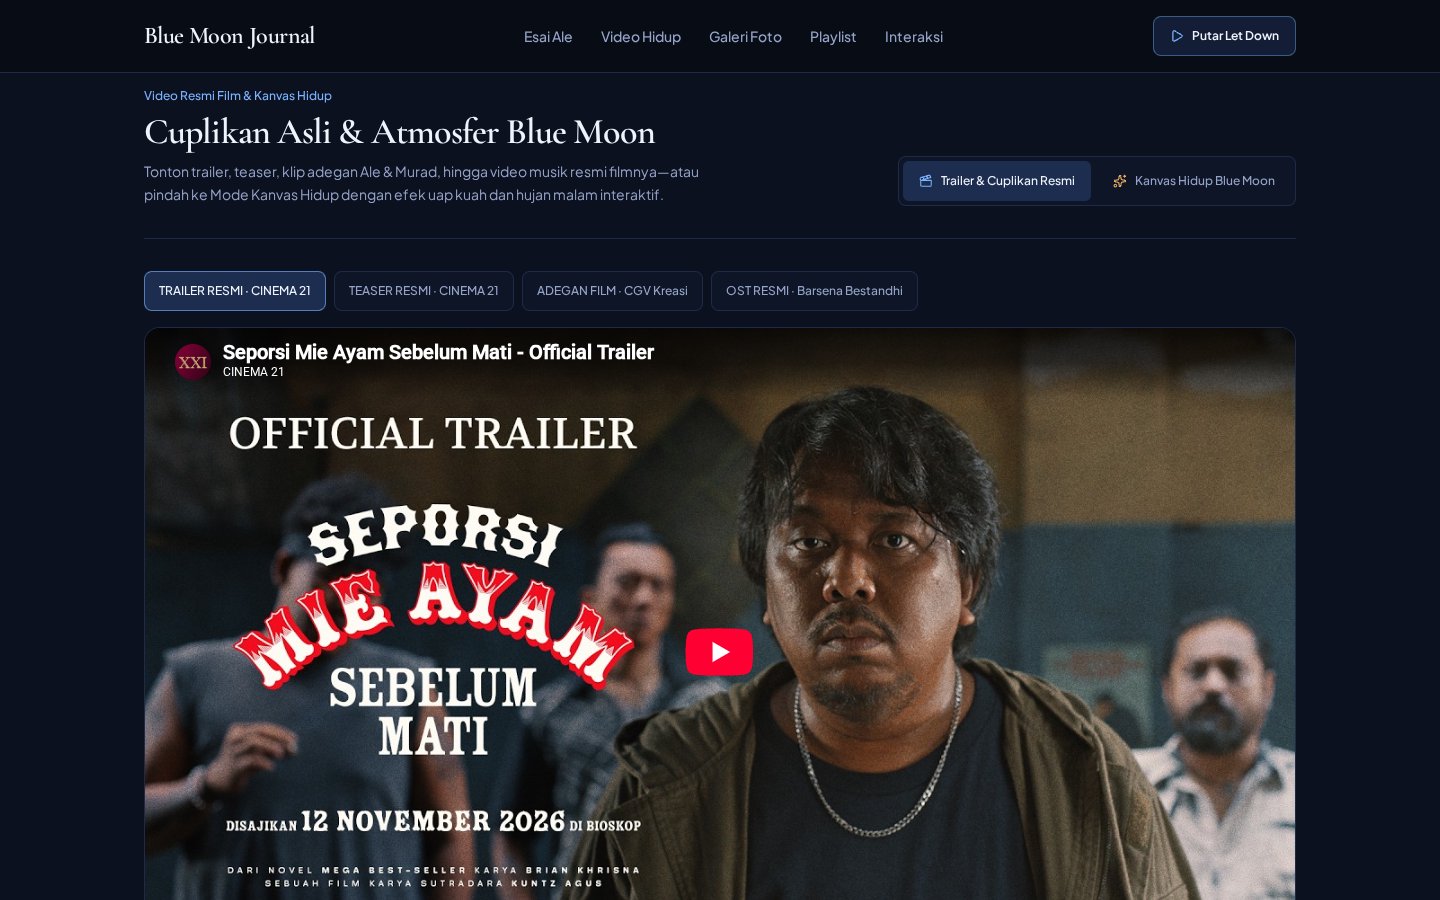 Blue Moon Journal
Esai Ale
Video Hidup
Galeri Foto
Playlist
Interaksi
Putar Let Down
Video Resmi Film & Kanvas Hidup
Cuplikan Asli & Atmosfer Blue Moon
Tonton trailer, teaser, klip adegan Ale & Murad, hingga video musik resmi filmnya—atau
pindah ke Mode Kanvas Hidup dengan efek uap kuah dan hujan malam interaktif.
Trailer & Cuplikan Resmi
Kanvas Hidup Blue Moon
TRAILER RESMI · CINEMA 21
TEASER RESMI · CINEMA 21
ADEGAN FILM · CGV Kreasi
OST RESMI · Barsena Bestandhi
XXI
Seporsi Mie Ayam Sebelum Mati - Official Trailer
CINEMA 21
OFFICIAL TRAILER
SEPORSI
MIE AYAM
SEBELUM
MATI
DISAJIKAN 12 NOVEMBER 2026 DI BIOSKOP
DARI NOVEL MEGA BEST-SELLER KARYA BRIAN KHRISNA
SEBUAH FILM KARYA SUTRADARA KUNTZ AGUS